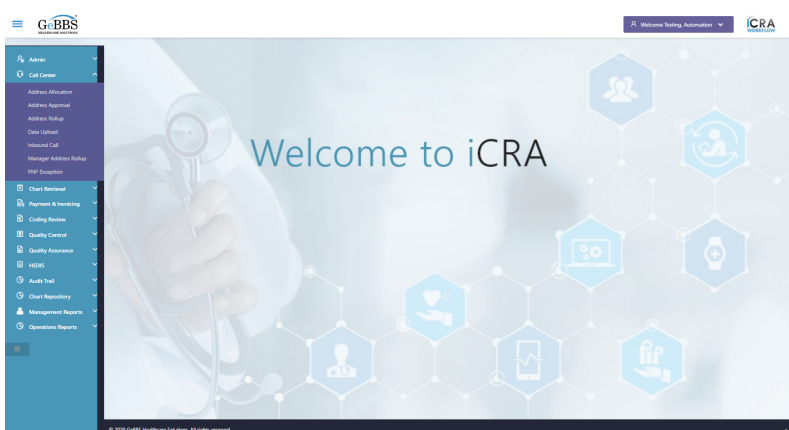 GeBBS
HEALTHCARE SOLUTIONS
Welcome Testing, Automation
iCRA
WORKFLOW
Admin
Call Center
Address Allocation
Address Approval
Address Rollup
Data Upload
Inbound Call
Manager Address Rollup
PNP Exception
Chart Retrieval
Payment & Invoicing
Coding Review
Quality Control
Quality Assurance
HEDIS
Audit Trail
Chart Repository
Management Reports
Operations Reports
Welcome to iCRA
© 2020 GeBBS Healthcare Solutions. All rights reserved